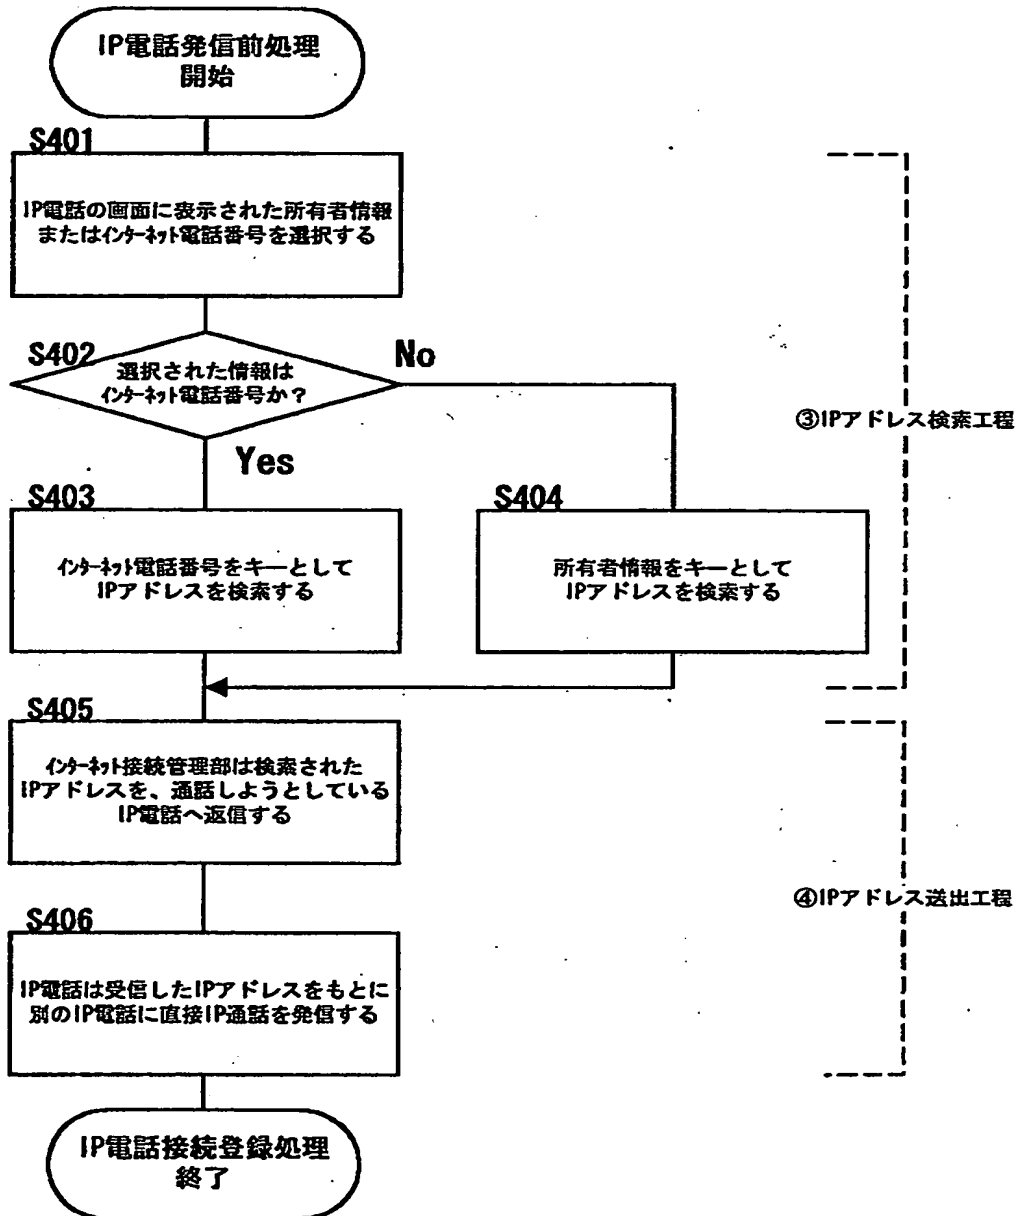 IP電話発信前処理
開始
S401
IP電話の画面に表示された所有者情報
またはｲﾝﾀｰﾈｯﾄ電話番号を選択する
S402
選択された情報は
ｲﾝﾀｰﾈｯﾄ電話番号か？
No
Yes
③IPアドレス検索工程
S403
ｲﾝﾀｰﾈｯﾄ電話番号をキーとして
IPアドレスを検索する
S404
所有者情報をキーとして
IPアドレスを検索する
S405
ｲﾝﾀｰﾈｯﾄ接続管理部は検索された
IPアドレスを、通話しようとしている
IP電話へ返信する
④IPアドレス送出工程
S406
IP電話は受信したIPアドレスをもとに
別のIP電話に直接IP通話を発信する
IP電話接続登録処理
終了